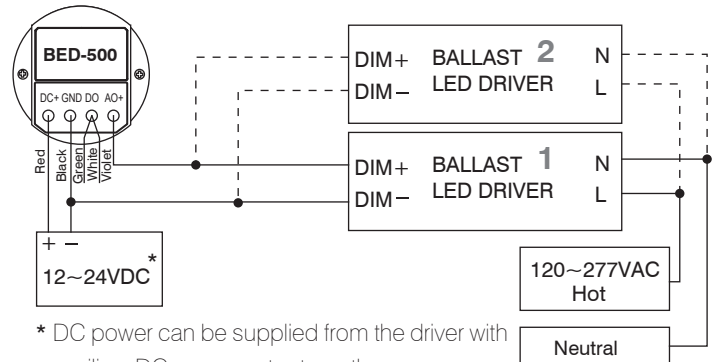 BED-500
DC+ GND DO AO+
Red
Black
Green
White
Violet
+ −
12~24VDC *
DIM+ BALLAST 2 N
DIM− LED DRIVER L
DIM+ BALLAST 1 N
DIM− LED DRIVER L
120~277VAC
Hot
Neutral
* DC power can be supplied from the driver with